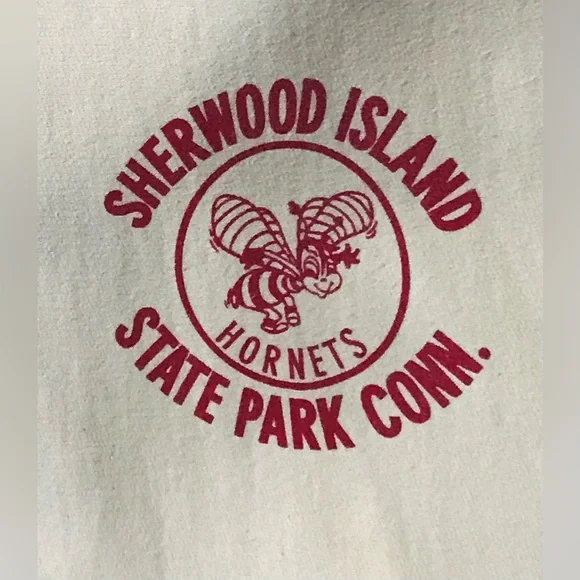 SHERWOOD ISLAND
HORNETS
STATE PARK CONN.